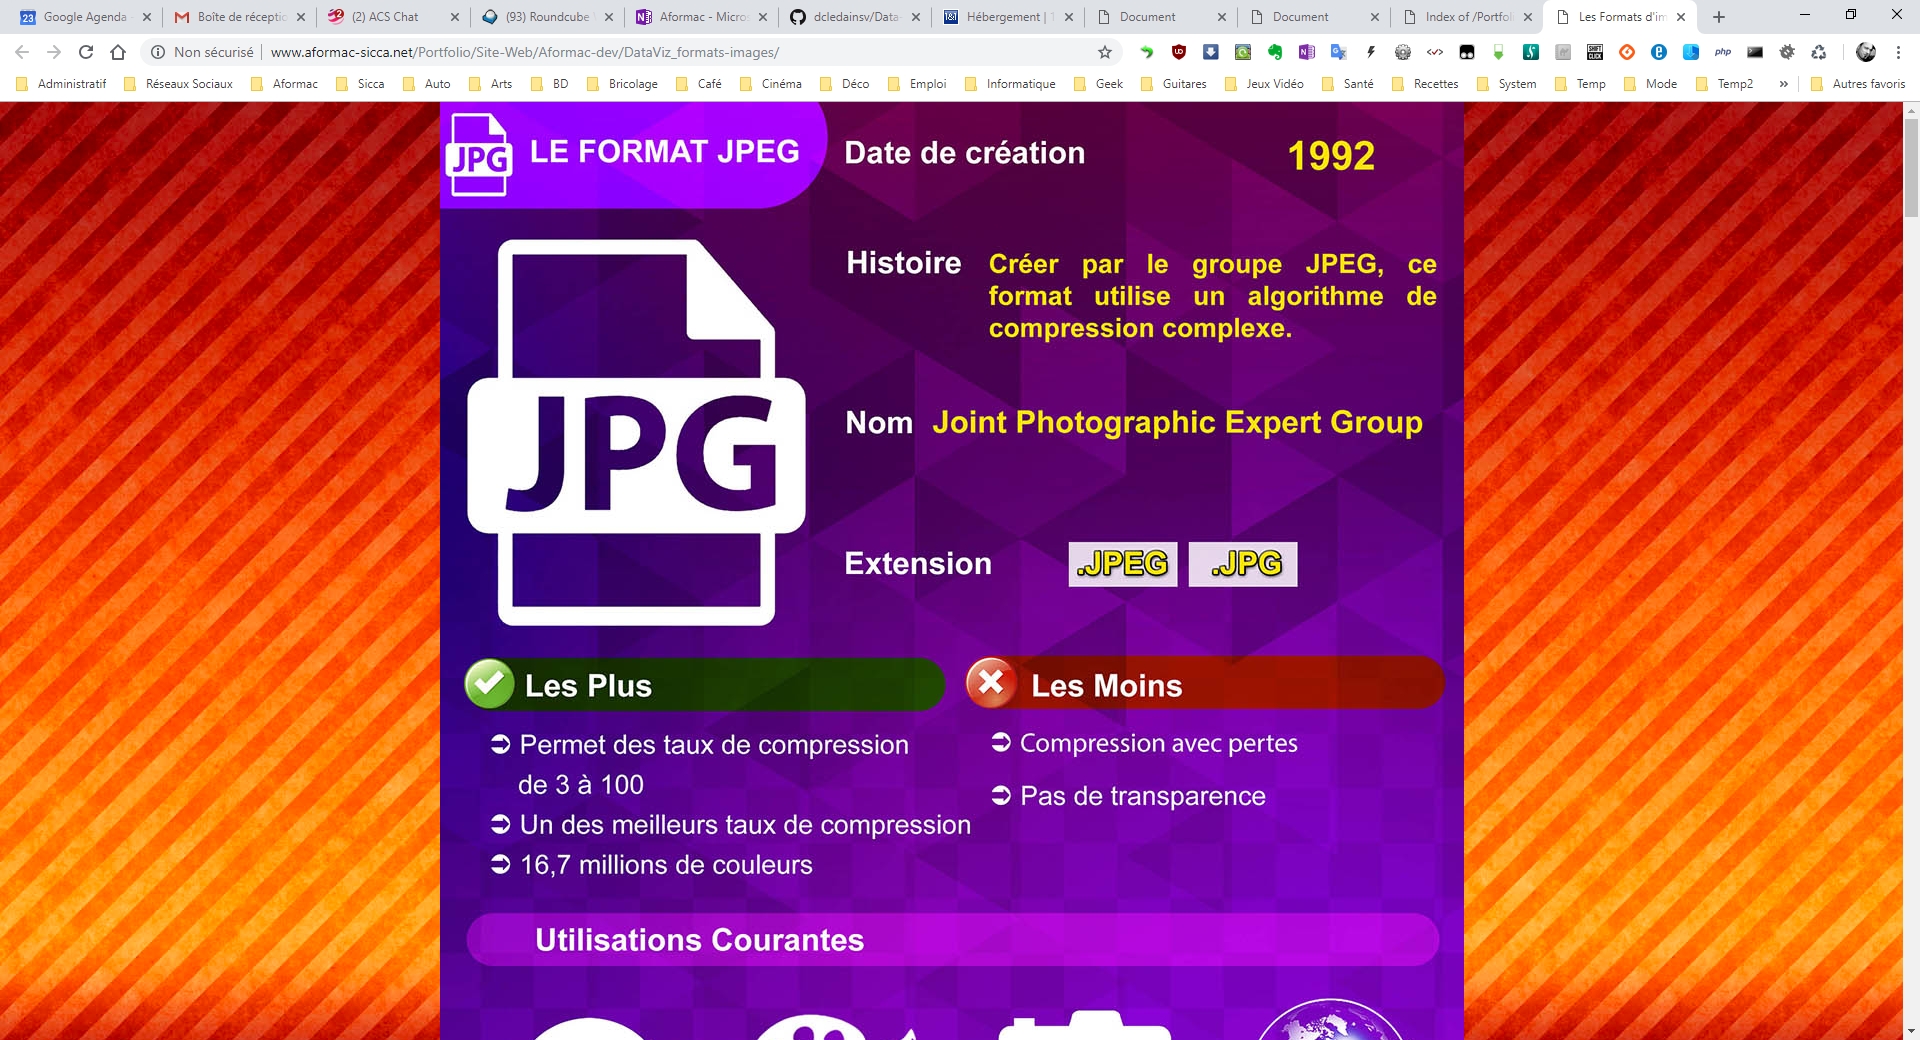 Google Agenda
Boîte de réceptic
(2) ACS Chat
(93) Roundcube
Aformac - Micro
dcledainsv/Data-
Hébergement | 1
Document
Document
Index of /Portfoli
Les Formats d'im
Non sécurisé
www.aformac-sicca.net/Portfolio/Site-Web/Aformac-dev/DataViz_formats-images/
Administratif
Réseaux Sociaux
Aformac
Sicca
Auto
Arts
BD
Bricolage
Café
Cinéma
Déco
Emploi
Informatique
Geek
Guitares
Jeux Vidéo
Santé
Recettes
System
Temp
Mode
Temp2
»
Autres favoris
JPG
LE FORMAT JPEG
Date de création
1992
Histoire
Créer par le groupe JPEG, ce
format utilise un algorithme de
compression complexe.
JPG
Nom
Joint Photographic Expert Group
Extension
.JPEG
.JPG
Les Plus
Permet des taux de compression
de 3 à 100
Un des meilleurs taux de compression
16,7 millions de couleurs
Les Moins
Compression avec pertes
Pas de transparence
Utilisations Courantes